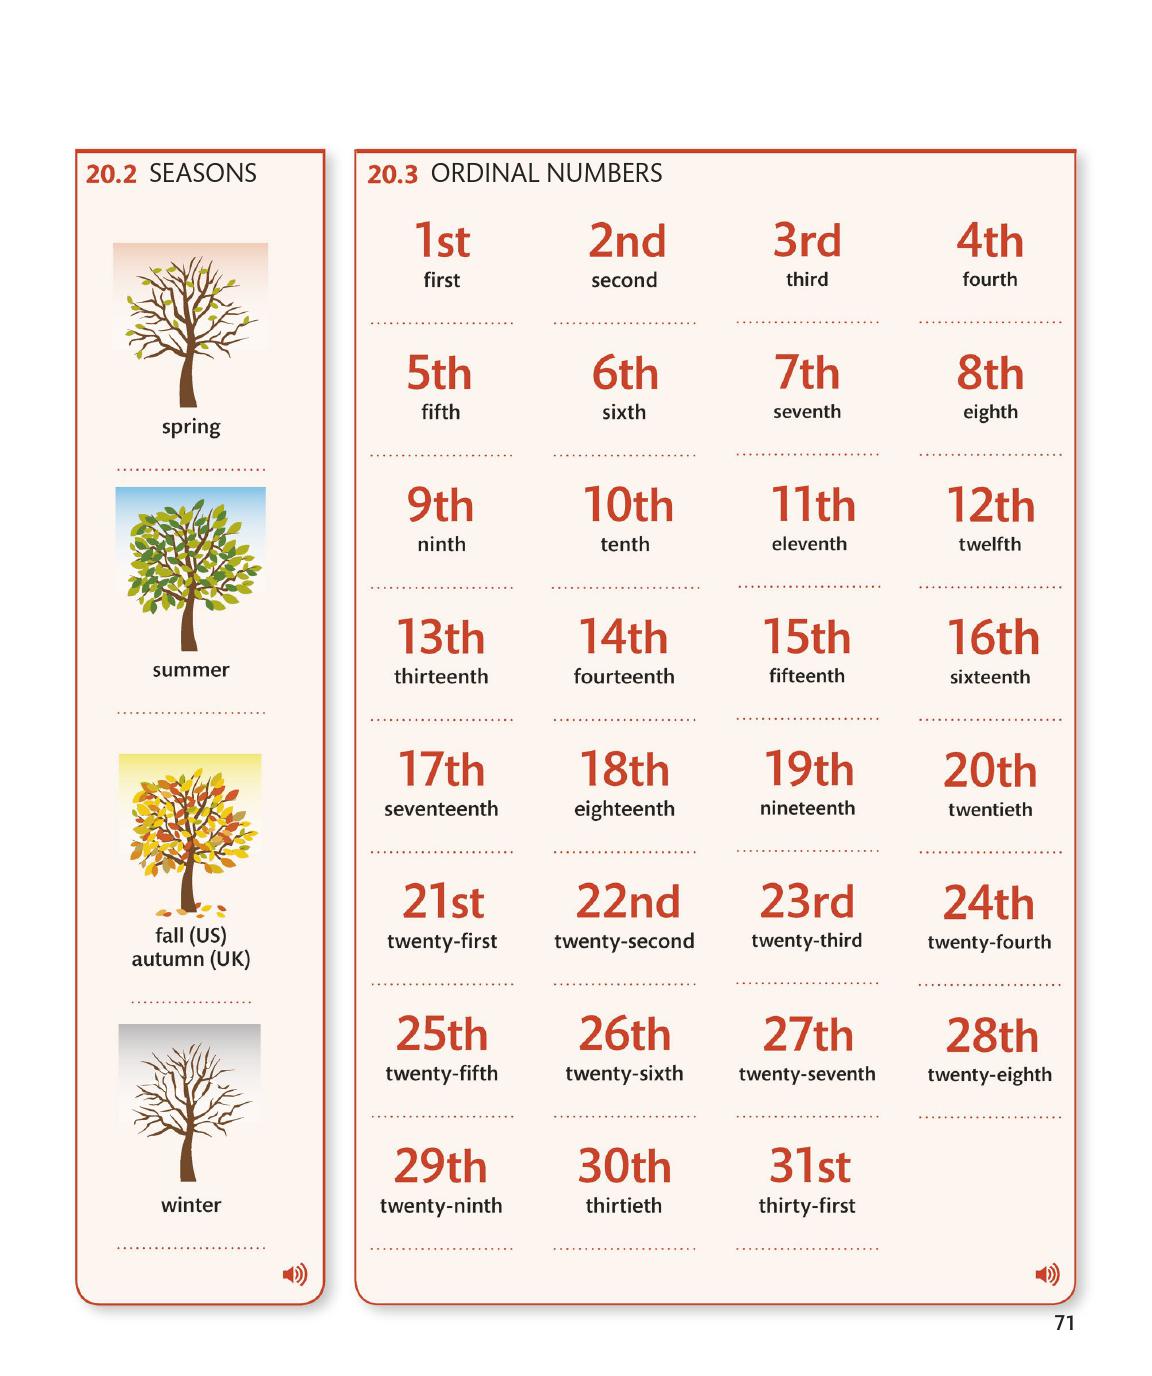 20.2 SEASONS
spring
summer
fall (US)
autumn (UK)
winter
20.3 ORDINAL NUMBERS
1st 2nd 3rd 4th
first second third fourth
5th 6th 7th 8th
fifth sixth seventh eighth
9th 10th 11th 12th
ninth tenth eleventh twelfth
13th 14th 15th 16th
thirteenth fourteenth fifteenth sixteenth
17th 18th 19th 20th
seventeenth eighteenth nineteenth twentieth
21st 22nd 23rd 24th
twenty-first twenty-second twenty-third twenty-fourth
25th 26th 27th 28th
twenty-fifth twenty-sixth twenty-seventh twenty-eighth
29th 30th 31st
twenty-ninth thirtieth thirty-first
71